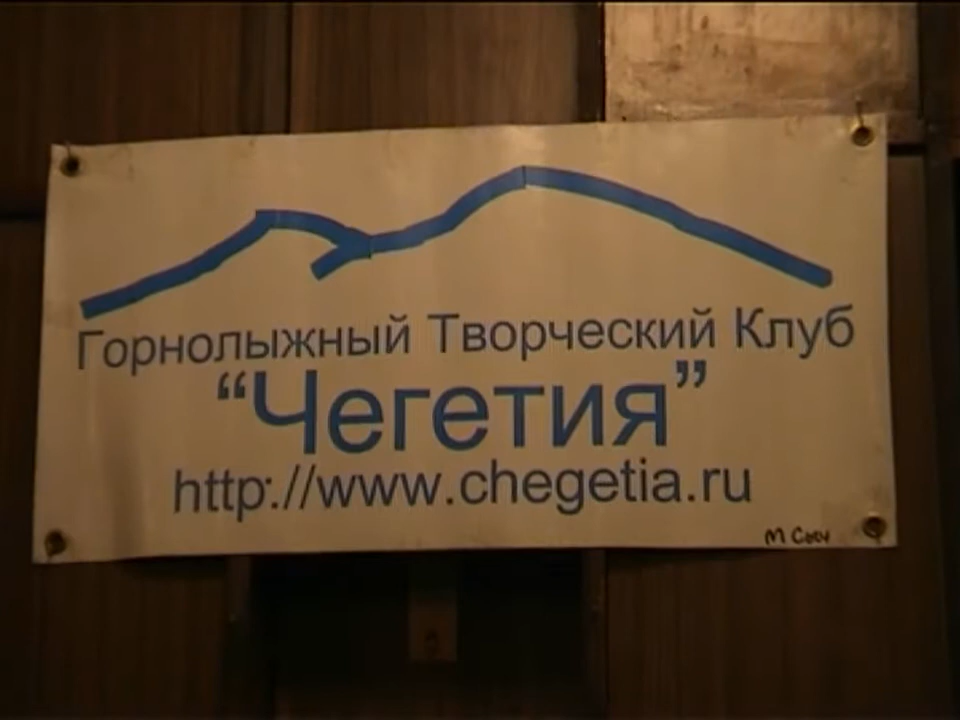 Горнолыжный Творческий Клуб
“Чегетия”
http://www.chegetia.ru